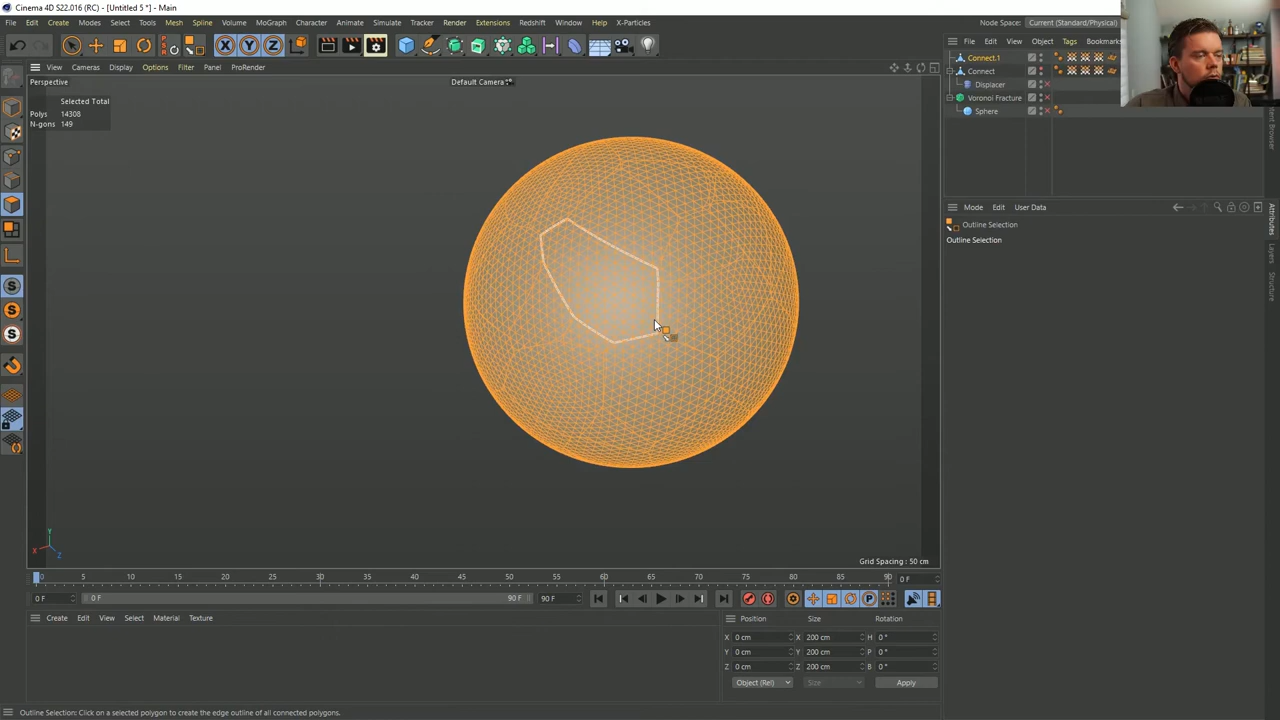 Cinema 4D S22.016 (RC) - [Untitled 5 *] - Main
File Edit Create Modes Select Tools Mesh Spline Volume MoGraph Character Animate Simulate Tracker Render Extensions Redshift Window Help X-Particles
Node Space: Current (Standard/Physical)
X Y Z
PSR
File Edit View Object Tags Bookmarks
View Cameras Display Options Filter Panel ProRender
Perspective
Default Camera
Selected Total
Polys 14308
N-gons 149
Connect.1
Connect
Displacer
Voronoi Fracture
Sphere
Mode Edit User Data
Outline Selection
Outline Selection
Attributes
Layers
Structure
Y
X
Z
Grid Spacing : 50 cm
0 5 10 15 20 25 30 35 40 45 50 55 60 65 70 75 80 85 90 0 F
0 F 0 F 90 F 90 F
Create Edit View Select Material Texture
Position Size Rotation
X 0 cm X 200 cm H 0 °
Y 0 cm Y 200 cm P 0 °
Z 0 cm Z 200 cm B 0 °
Object (Rel) Size Apply
Outline Selection: Click on a selected polygon to create the edge outline of all connected polygons.